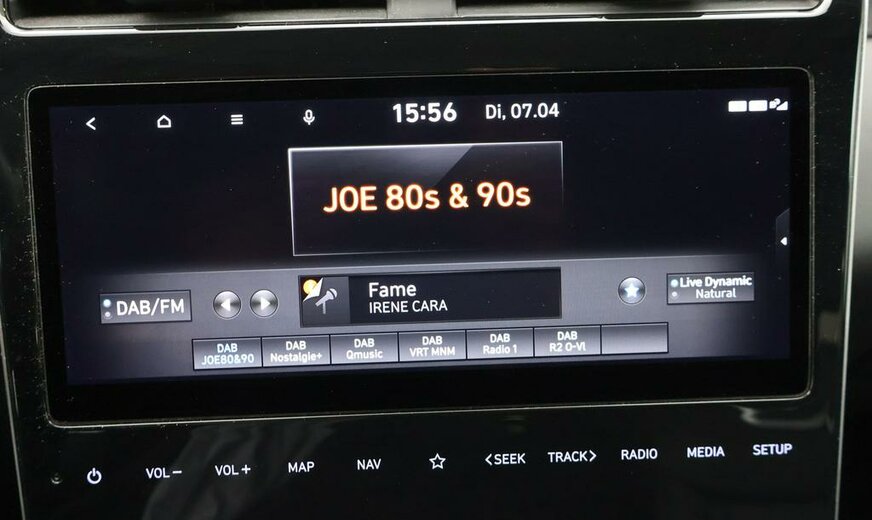 15:56 Di, 07.04
JOE 80s & 90s
DAB/FM
Fame
IRENE CARA
Live Dynamic
Natural
DAB
JOE80&90
DAB
Nostalgie+
DAB
Qmusic
DAB
VRT MNM
DAB
Radio 1
DAB
R2 O-Vl
VOL- VOL+ MAP NAV <SEEK TRACK> RADIO MEDIA SETUP